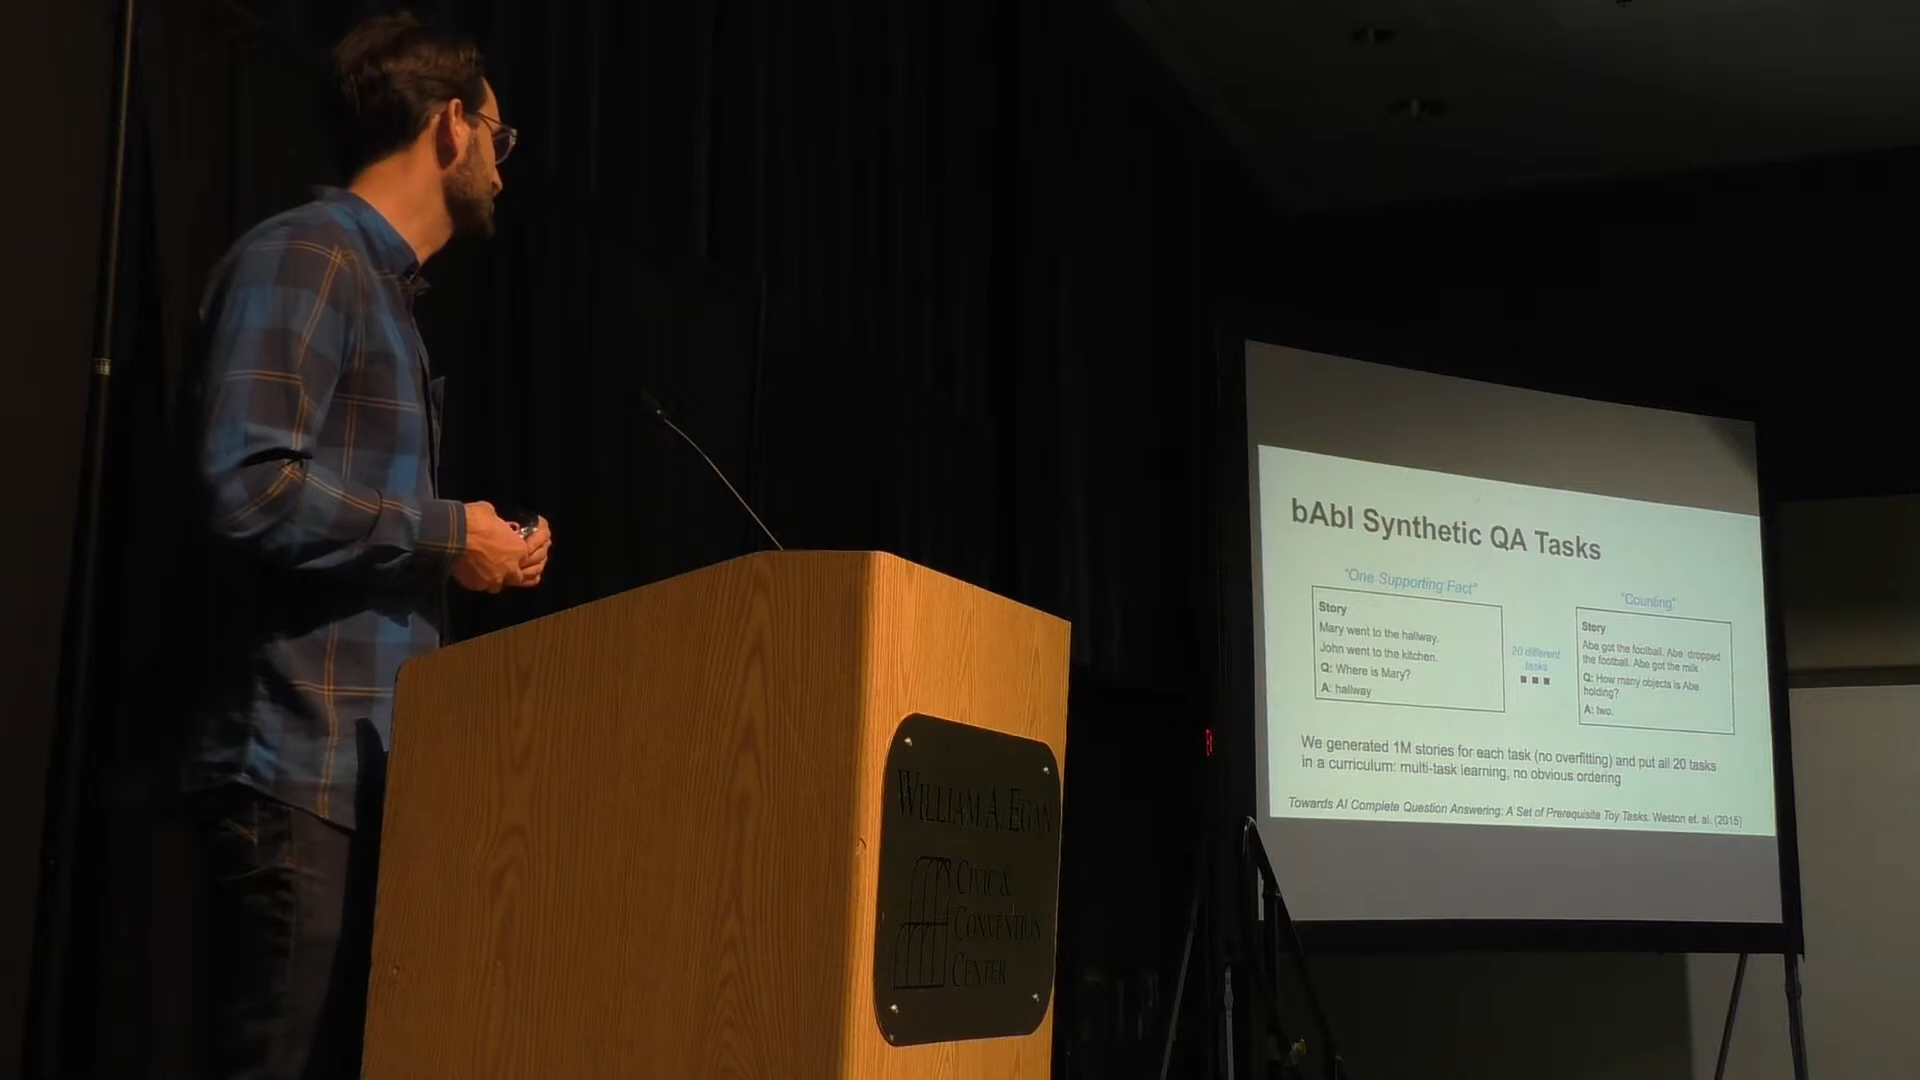 bAbI Synthetic QA Tasks
"One Supporting Fact"
Story
Mary went to the hallway.
John went to the kitchen.
Q: Where is Mary?
A: hallway
20 different
tasks
"Counting"
Story
Abe got the football. Abe dropped
the football. Abe got the milk.
Q: How many objects is Abe
holding?
A: two.
We generated 1M stories for each task (no overfitting) and put all 20 tasks
in a curriculum: multi-task learning, no obvious ordering
Towards AI Complete Question Answering: A Set of Prerequisite Toy Tasks. Weston et. al. (2015)
WILLIAM A. EGAN
CIVIC &
CONVENTION
CENTER